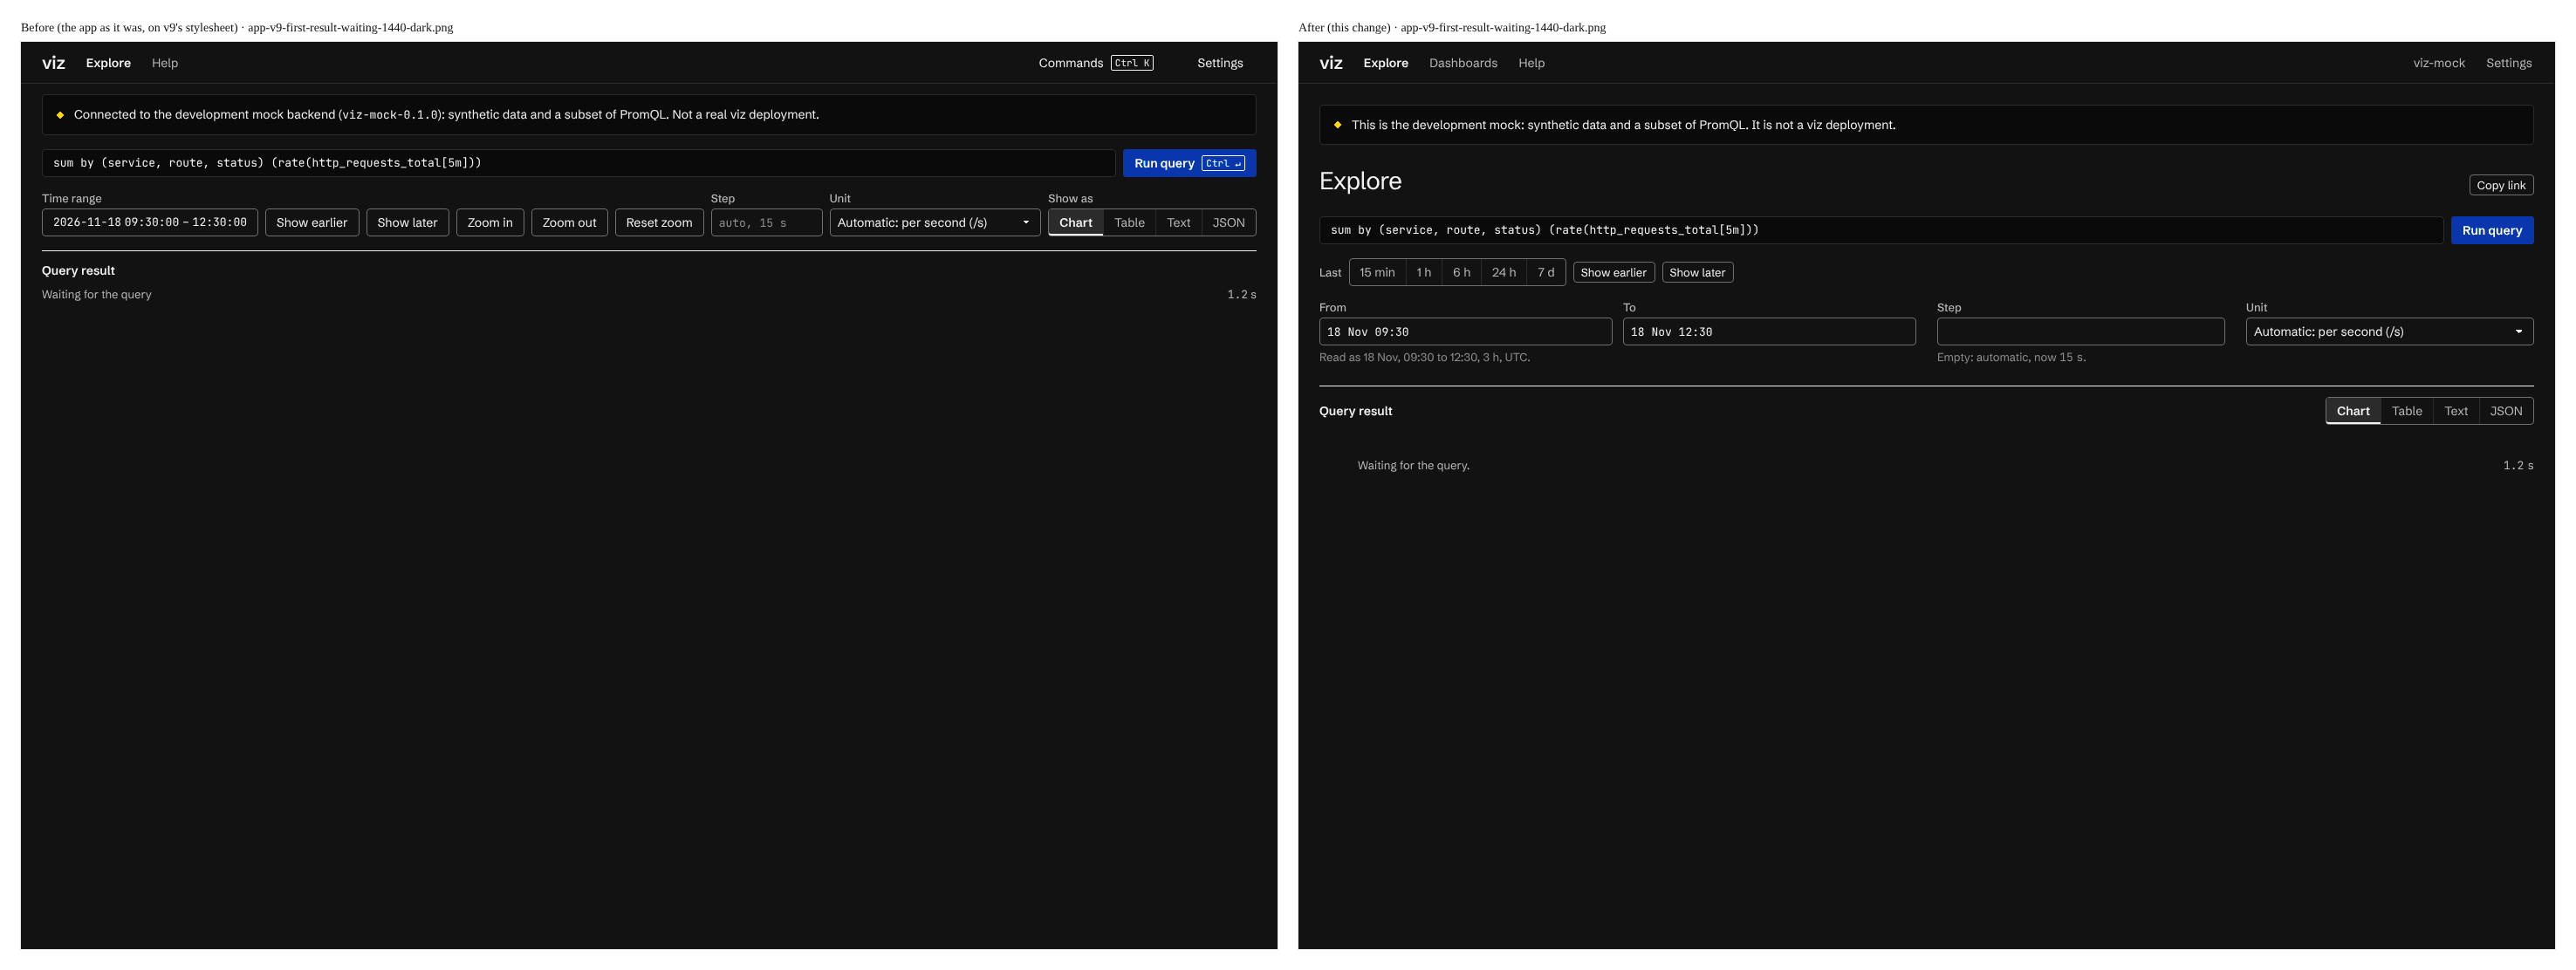 Before (the app as it was, on v9's stylesheet) · app-v9-first-result-waiting-1440-dark.png
viz Explore Help Commands Ctrl K Settings
Connected to the development mock backend (viz-mock-0.1.0): synthetic data and a subset of PromQL. Not a real viz deployment.
sum by (service, route, status) (rate(http_requests_total[5m])) Run query Ctrl ↵
Time range Step Unit Show as
2026-11-18 09:30:00 – 12:30:00 Show earlier Show later Zoom in Zoom out Reset zoom auto, 15 s Automatic: per second (/s) Chart Table Text JSON
Query result
Waiting for the query 1.2 s
After (this change) · app-v9-first-result-waiting-1440-dark.png
viz Explore Dashboards Help viz-mock Settings
This is the development mock: synthetic data and a subset of PromQL. It is not a viz deployment.
Explore Copy link
sum by (service, route, status) (rate(http_requests_total[5m])) Run query
Last 15 min 1 h 6 h 24 h 7 d Show earlier Show later
From To Step Unit
18 Nov 09:30 18 Nov 12:30 Automatic: per second (/s)
Read as 18 Nov, 09:30 to 12:30, 3 h, UTC. Empty: automatic, now 15 s.
Query result Chart Table Text JSON
Waiting for the query. 1.2 s